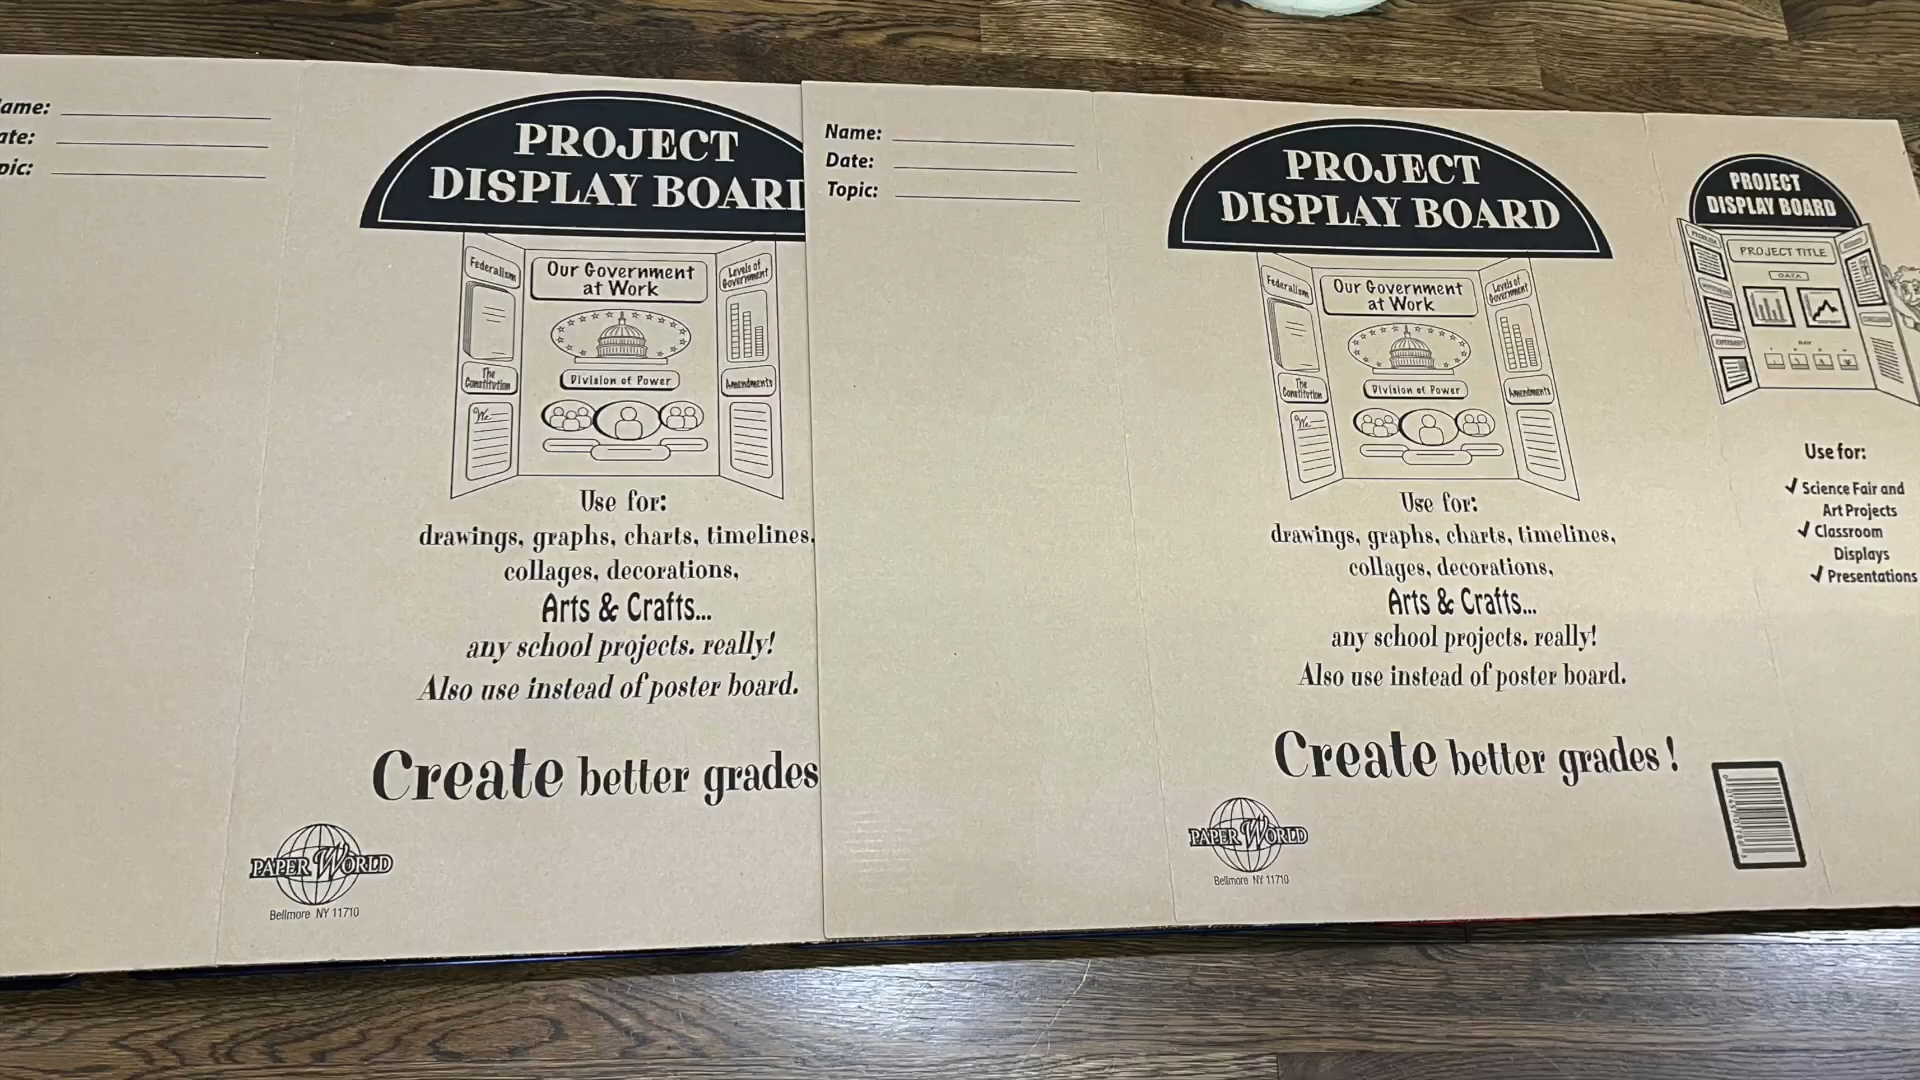 ame:
ate:
pic:
PROJECT
DISPLAY BOARD
Federalism
Our Government
at Work
Levels of
Government
The
Constitution
Division of Power
Amendments
We
Use for:
drawings, graphs, charts, timelines,
collages, decorations,
Arts & Crafts...
any school projects. really!
Also use instead of poster board.
Create better grades
PAPER WORLD
Bellmore NY 11710
Name:
Date:
Topic:
PROJECT
DISPLAY BOARD
Federalism
Our Government
at Work
Levels of
Government
The
Constitution
Division of Power
Amendments
We
Use for:
drawings, graphs, charts, timelines,
collages, decorations,
Arts & Crafts...
any school projects. really!
Also use instead of poster board.
Create better grades!
PAPER WORLD
Bellmore NY 11710
PROJECT
DISPLAY BOARD
PROBLEM
PROJECT TITLE
DATA
EXPERIMENT
Use for:
✓ Science Fair and
Art Projects
✓ Classroom
Displays
✓ Presentations